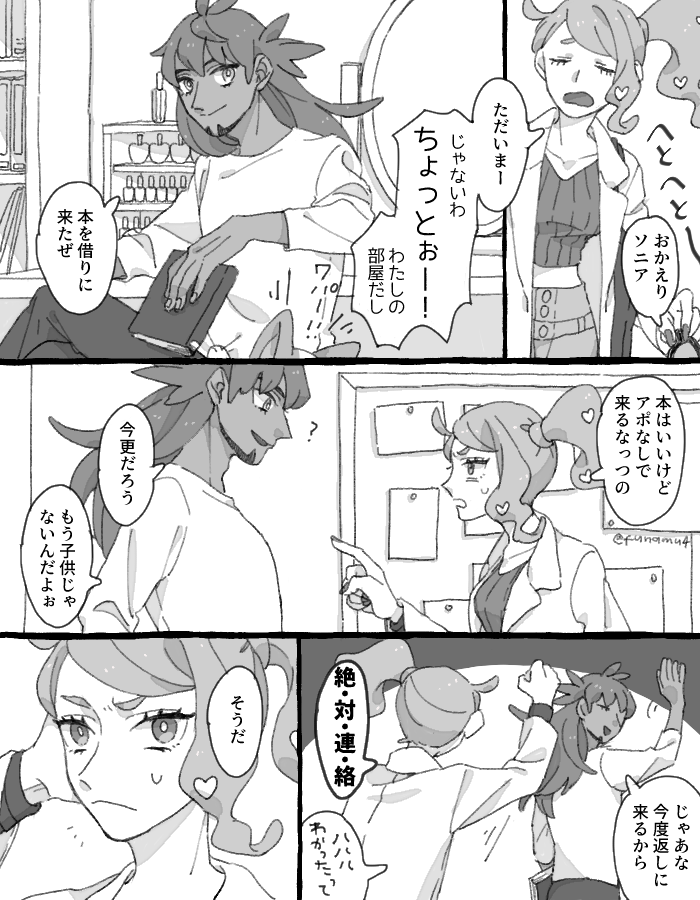 ただいまー
へとへとぉ
おかえり
ソニア
じゃないわ
ちょっとぉー！
わたしの
部屋だし
ワパー!!
本を借りに
来たぜ
本はいいけど
アポなしで
来るなっつの
@funamu4
?
今更だろう
もう子供じゃ
ないんだよぉ
絶・対・連・絡
じゃあな
今度返しに
来るから
ハハハ
わかったって
そうだ